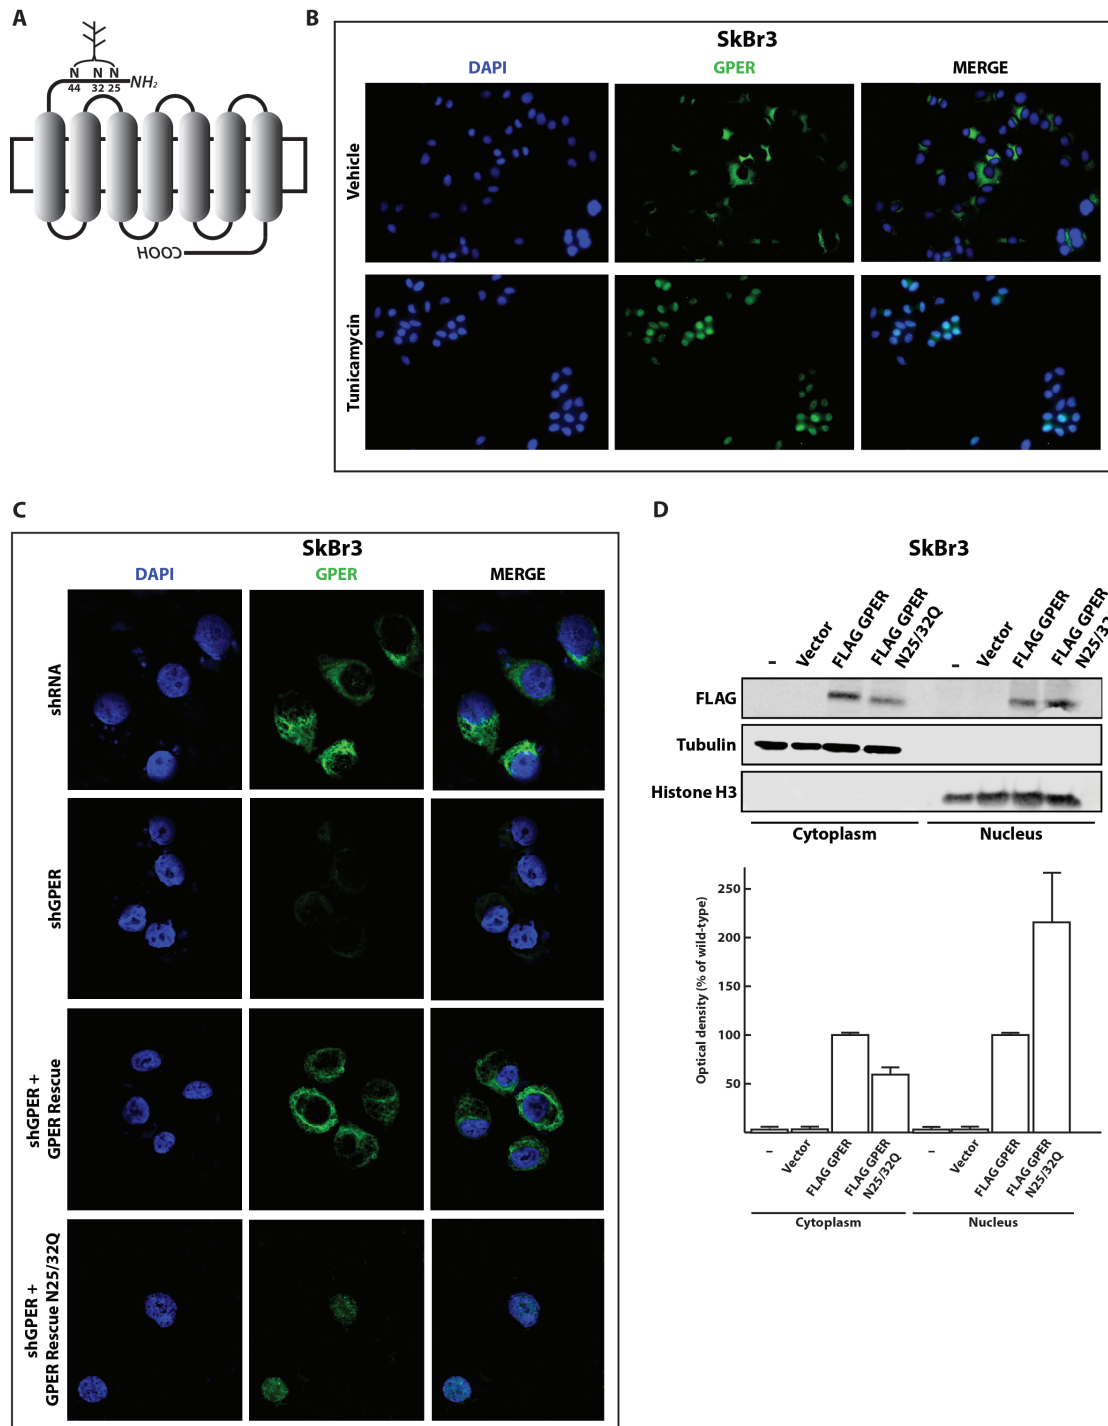 A
N N N NH2
44 32 25
COOH
B
SkBr3
DAPI GPER MERGE
Vehicle
Tunicamycin
C
SkBr3
DAPI GPER MERGE
shRNA
shGPER
shGPER +
GPER Rescue
shGPER +
GPER Rescue N25/32Q
D
SkBr3
–
Vector
FLAG GPER
FLAG GPER
N25/32Q
–
Vector
FLAG GPER
FLAG GPER
FLAG
Tubulin
Histone H3
Cytoplasm Nucleus
Optical density (% of wild-type)
250
200
150
100
50
–
Vector
FLAG GPER
FLAG GPER
N25/32Q
–
Vector
FLAG GPER
FLAG GPER
N25/32Q
Cytoplasm Nucleus